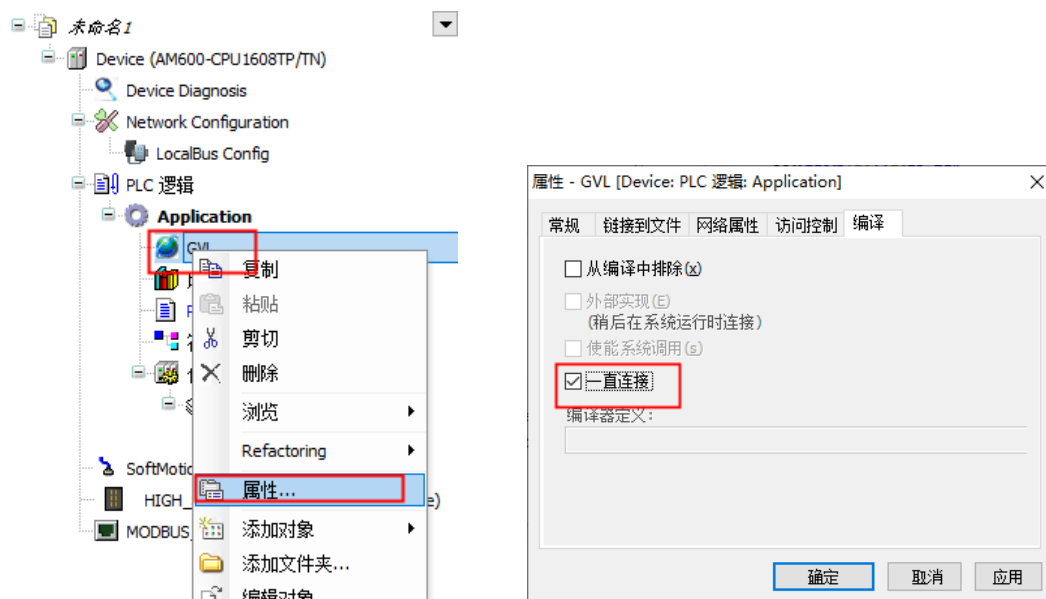 未命名1
Device (AM600-CPU1608TP/TN)
Device Diagnosis
Network Configuration
LocalBus Config
PLC 逻辑
Application
GVL
复制
粘贴
剪切
删除
浏览
Refactoring
SoftMotio
属性...
HIGH_
e)
MODBUS_
添加对象
添加文件夹...
编辑对象
属性 - GVL [Device: PLC 逻辑: Application]
常规
链接到文件
网络属性
访问控制
编译
从编译中排除(x)
外部实现(E)
(稍后在系统运行时连接)
使能系统调用(s)
一直连接
编译器定义:
确定
取消
应用